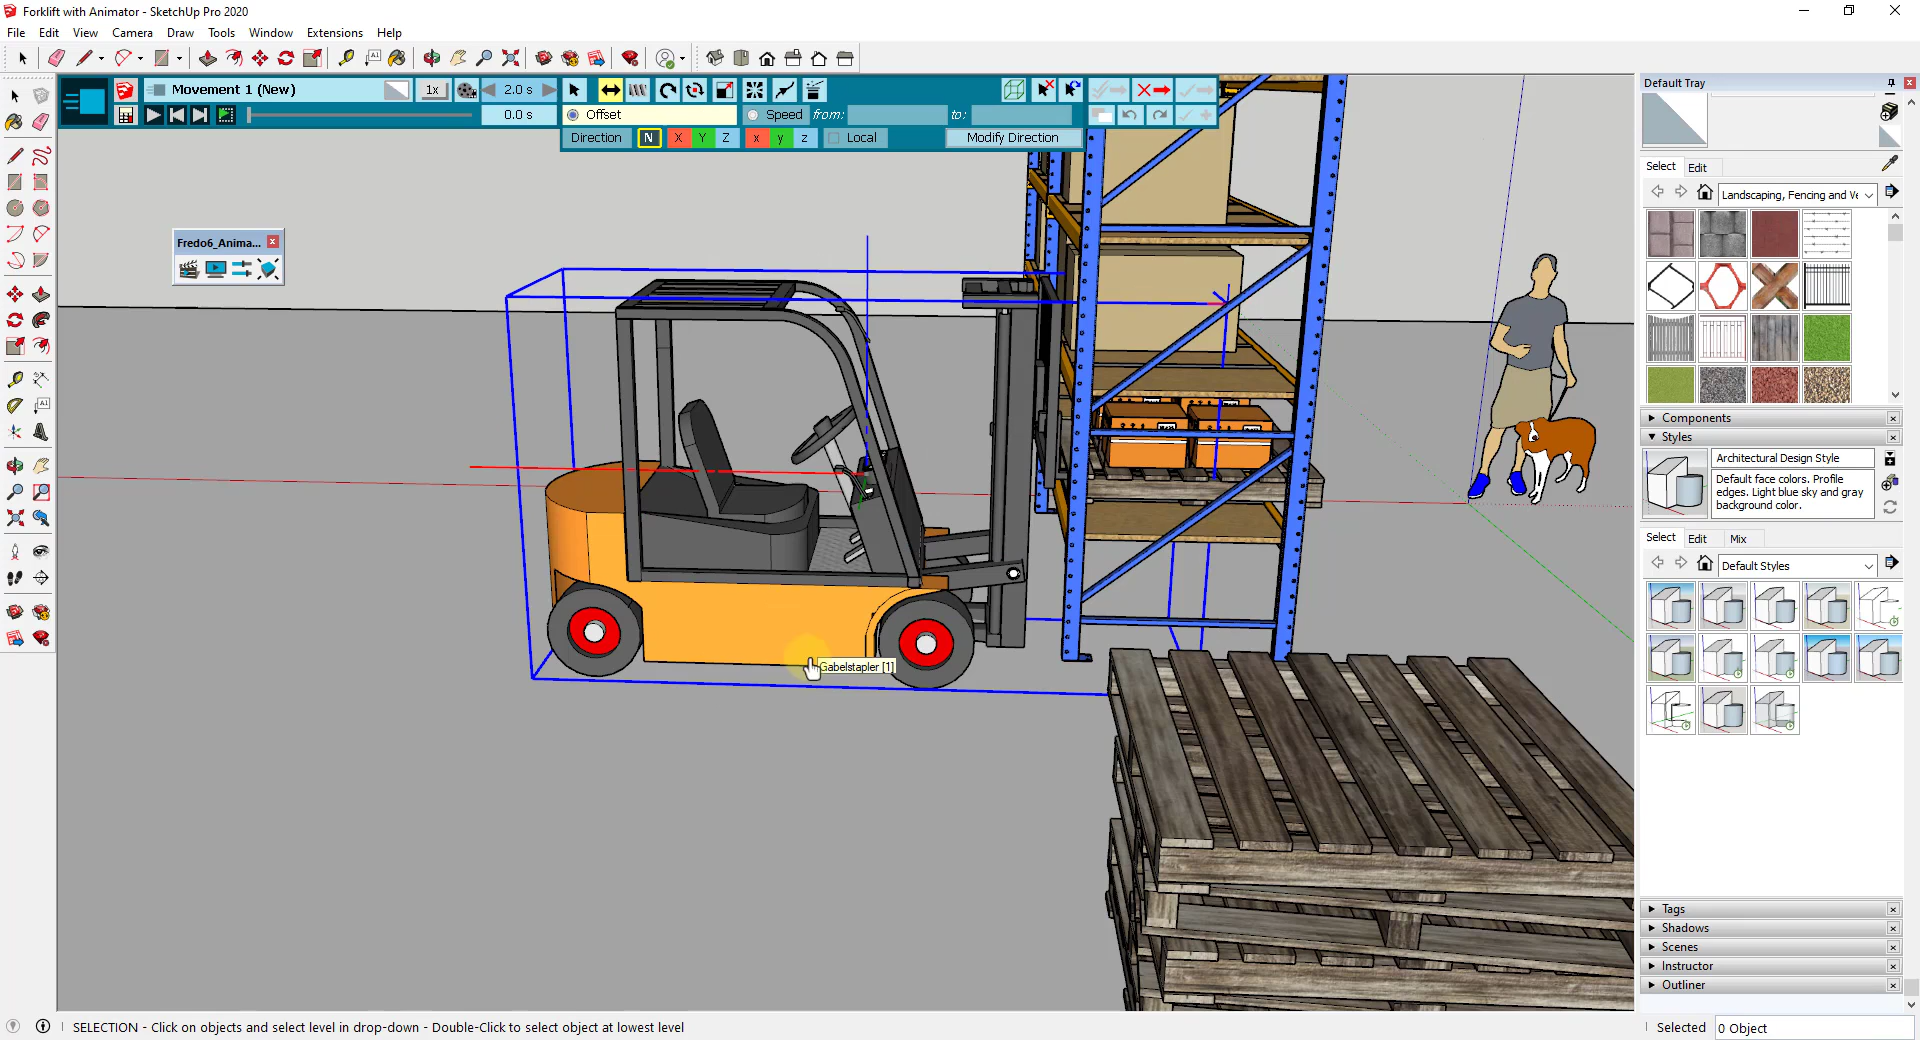 Forklift with Animator - SketchUp Pro 2020
File Edit View Camera Draw Tools Window Extensions Help
Movement 1 (New)
1x
2.0 s
0.0 s
Offset
Speed from: to:
Direction N X Y Z x y z Local Modify Direction
Fredo6_Anima...
Gabelstapler [1]
Default Tray
Select Edit
Landscaping, Fencing and Ve
Components
Styles
Architectural Design Style
Default face colors. Profile
edges. Light blue sky and gray
background color.
Select Edit Mix
Default Styles
Tags
Shadows
Scenes
Instructor
Outliner
SELECTION - Click on objects and select level in drop-down - Double-Click to select object at lowest level
Selected 0 Object